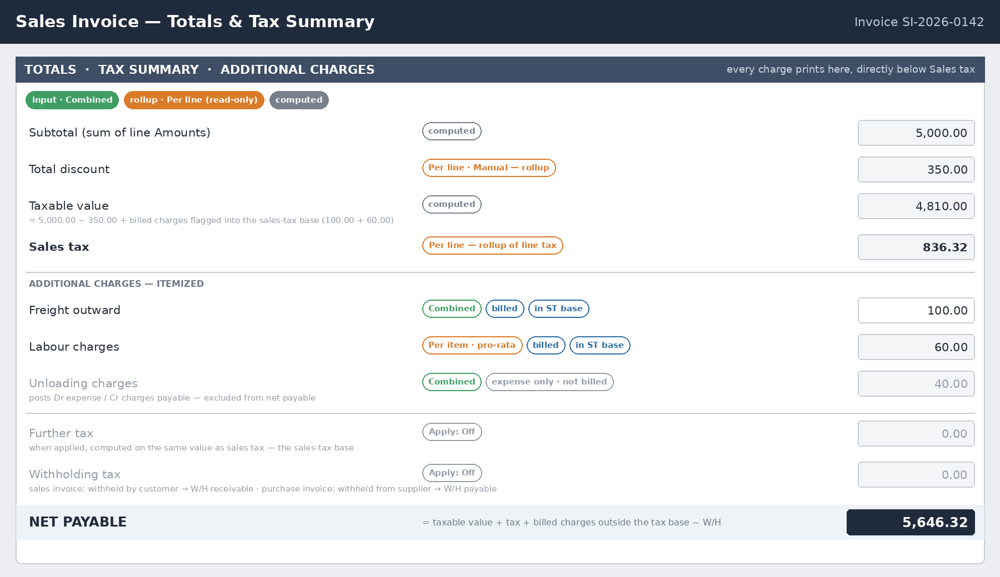 Sales Invoice — Totals & Tax Summary
Invoice SI-2026-0142
TOTALS · TAX SUMMARY · ADDITIONAL CHARGES
every charge prints here, directly below Sales tax
input · Combined rollup · Per line (read-only) computed
Subtotal (sum of line Amounts) computed 5,000.00
Total discount Per line · Manual — rollup 350.00
Taxable value computed 4,810.00
= 5,000.00 − 350.00 + billed charges flagged into the sales-tax base (100.00 + 60.00)
Sales tax Per line — rollup of line tax 836.32
ADDITIONAL CHARGES — ITEMIZED
Freight outward Combined billed in ST base 100.00
Labour charges Per item · pro-rata billed in ST base 60.00
Unloading charges Combined expense only · not billed 40.00
posts Dr expense / Cr charges payable — excluded from net payable
Further tax Apply: Off 0.00
when applied, computed on the same value as sales tax — the sales-tax base
Withholding tax Apply: Off 0.00
sales invoice: withheld by customer → W/H receivable · purchase invoice: withheld from supplier → W/H payable
NET PAYABLE = taxable value + tax + billed charges outside the tax base − W/H 5,646.32